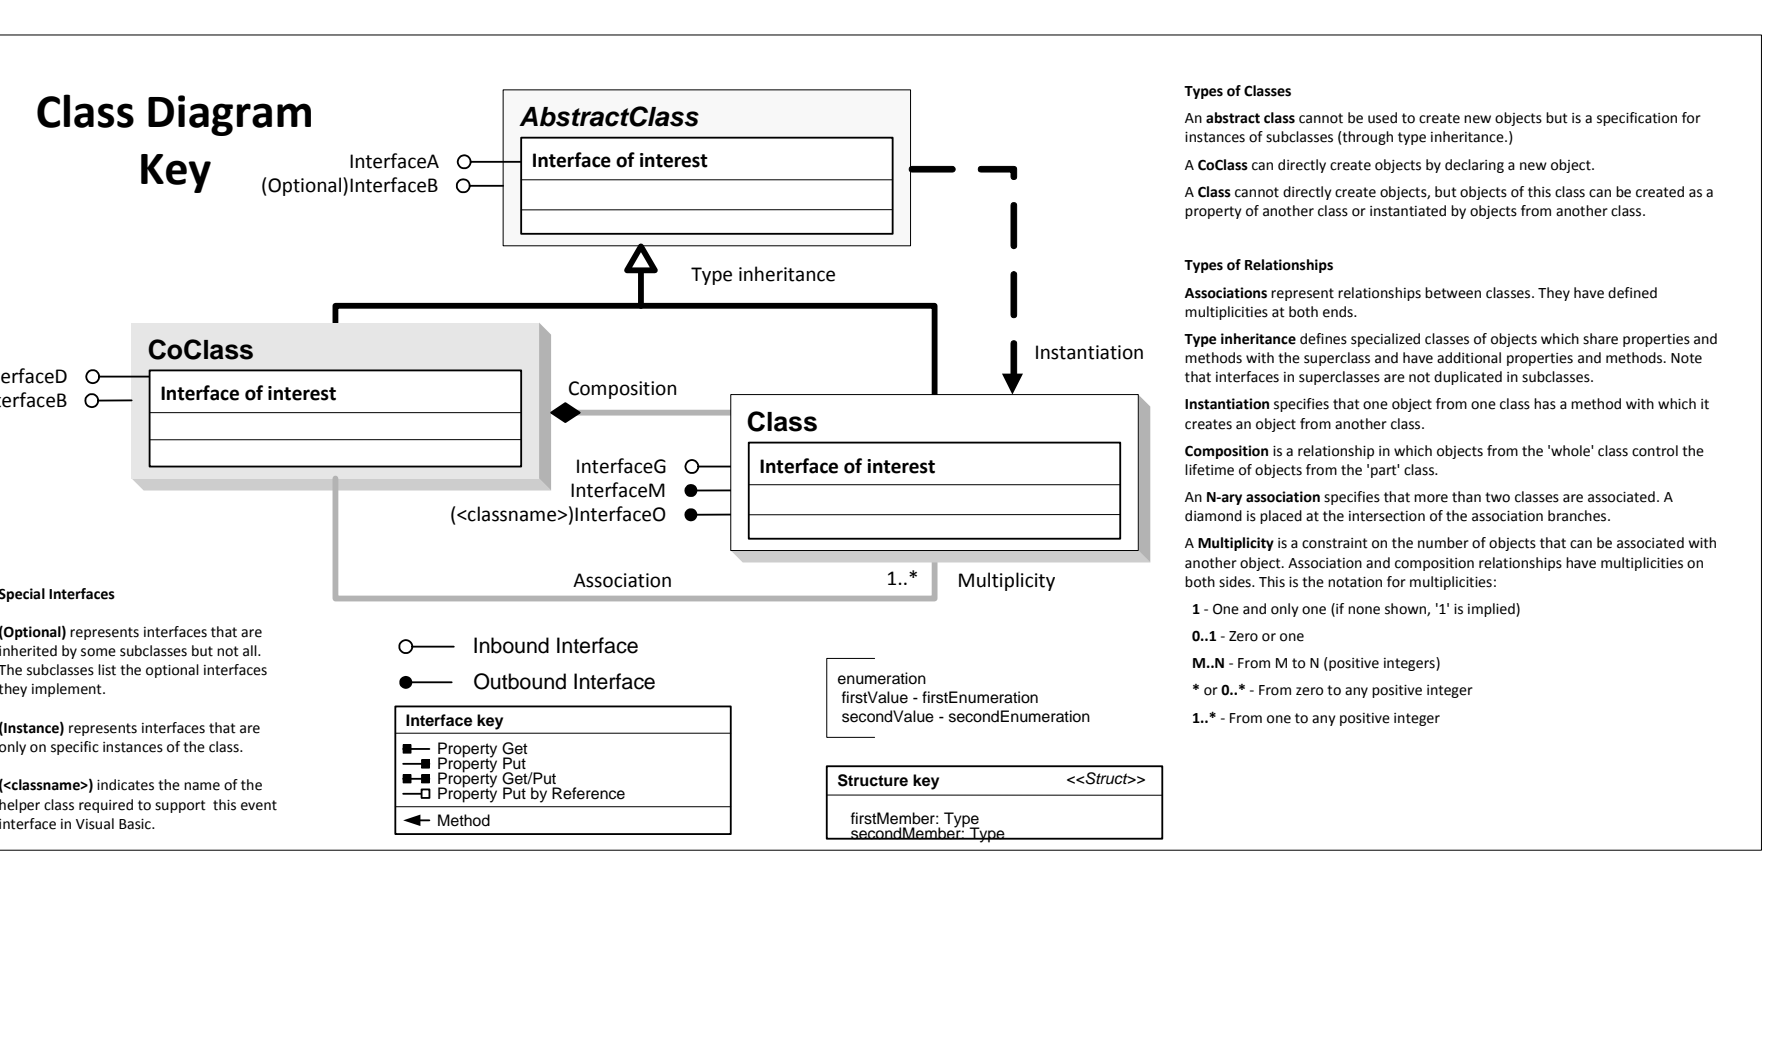 Class Diagram
Key
AbstractClass
Interface of interest
InterfaceA
(Optional)InterfaceB
Type inheritance
CoClass
Interface of interest
erfaceD
erfaceB
Composition
Instantiation
Class
Interface of interest
InterfaceG
InterfaceM
(<classname>)InterfaceO
Association
1..*
Multiplicity
Special Interfaces
(Optional) represents interfaces that are
inherited by some subclasses but not all.
The subclasses list the optional interfaces
they implement.
(Instance) represents interfaces that are
only on specific instances of the class.
(<classname>) indicates the name of the
helper class required to support this event
interface in Visual Basic.
Inbound Interface
Outbound Interface
Interface key
Property Get
Property Put
Property Get/Put
Property Put by Reference
Method
enumeration
firstValue - firstEnumeration
secondValue - secondEnumeration
Structure key <<Struct>>
firstMember: Type
secondMember: Type
Types of Classes
An abstract class cannot be used to create new objects but is a specification for
instances of subclasses (through type inheritance.)
A CoClass can directly create objects by declaring a new object.
A Class cannot directly create objects, but objects of this class can be created as a
property of another class or instantiated by objects from another class.
Types of Relationships
Associations represent relationships between classes. They have defined
multiplicities at both ends.
Type inheritance defines specialized classes of objects which share properties and
methods with the superclass and have additional properties and methods. Note
that interfaces in superclasses are not duplicated in subclasses.
Instantiation specifies that one object from one class has a method with which it
creates an object from another class.
Composition is a relationship in which objects from the 'whole' class control the
lifetime of objects from the 'part' class.
An N-ary association specifies that more than two classes are associated. A
diamond is placed at the intersection of the association branches.
A Multiplicity is a constraint on the number of objects that can be associated with
another object. Association and composition relationships have multiplicities on
both sides. This is the notation for multiplicities:
1 - One and only one (if none shown, '1' is implied)
0..1 - Zero or one
M..N - From M to N (positive integers)
* or 0..* - From zero to any positive integer
1..* - From one to any positive integer